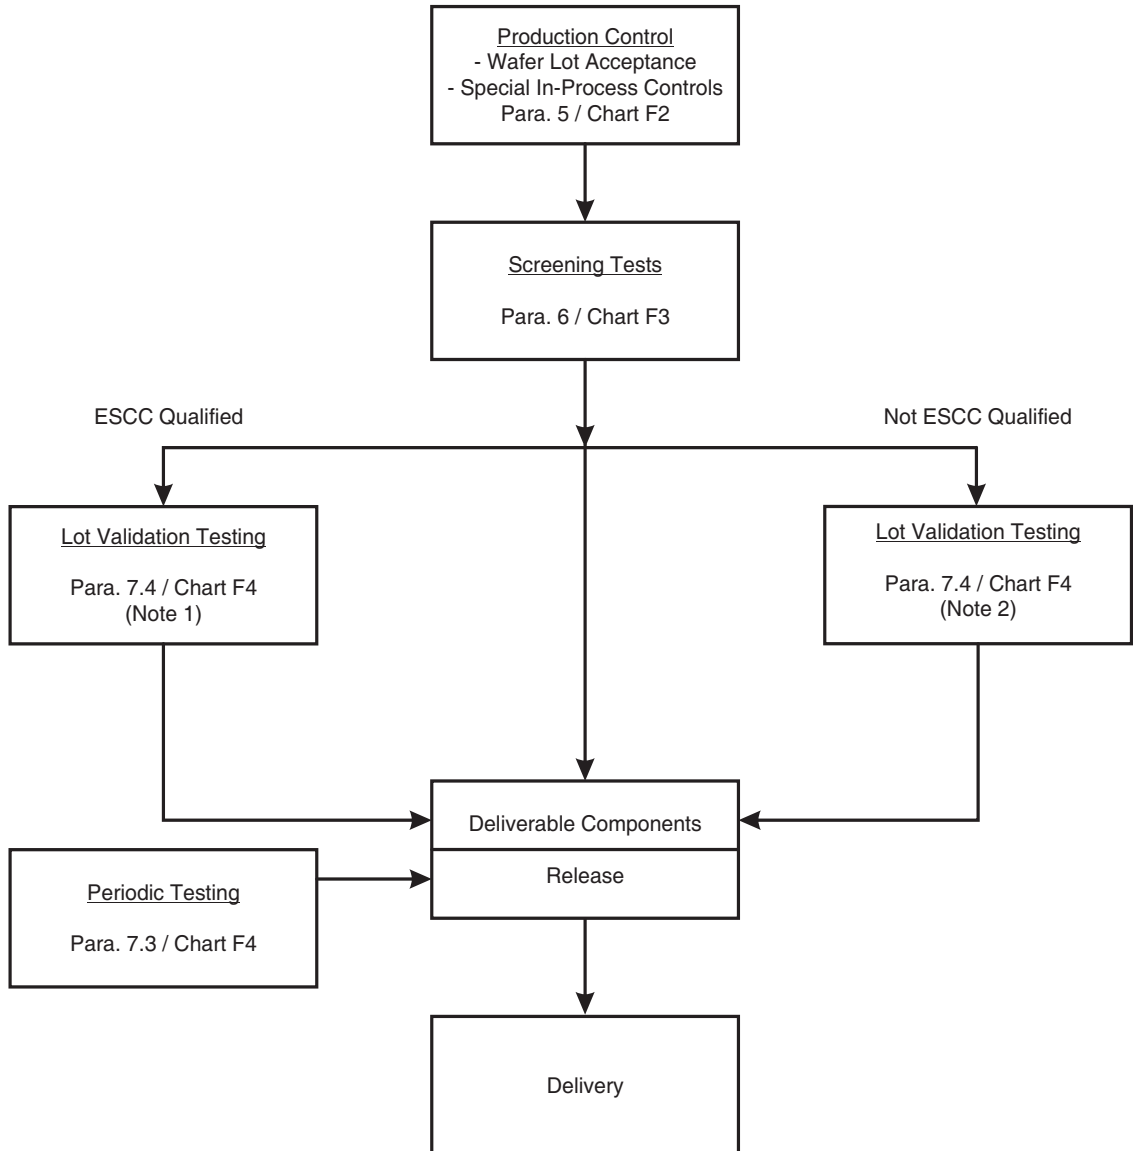 Production Control
- Wafer Lot Acceptance
- Special In-Process Controls
Para. 5 / Chart F2
Screening Tests
Para. 6 / Chart F3
ESCC Qualified
Not ESCC Qualified
Lot Validation Testing
Para. 7.4 / Chart F4
(Note 1)
Lot Validation Testing
Para. 7.4 / Chart F4
(Note 2)
Deliverable Components
Release
Periodic Testing
Para. 7.3 / Chart F4
Delivery